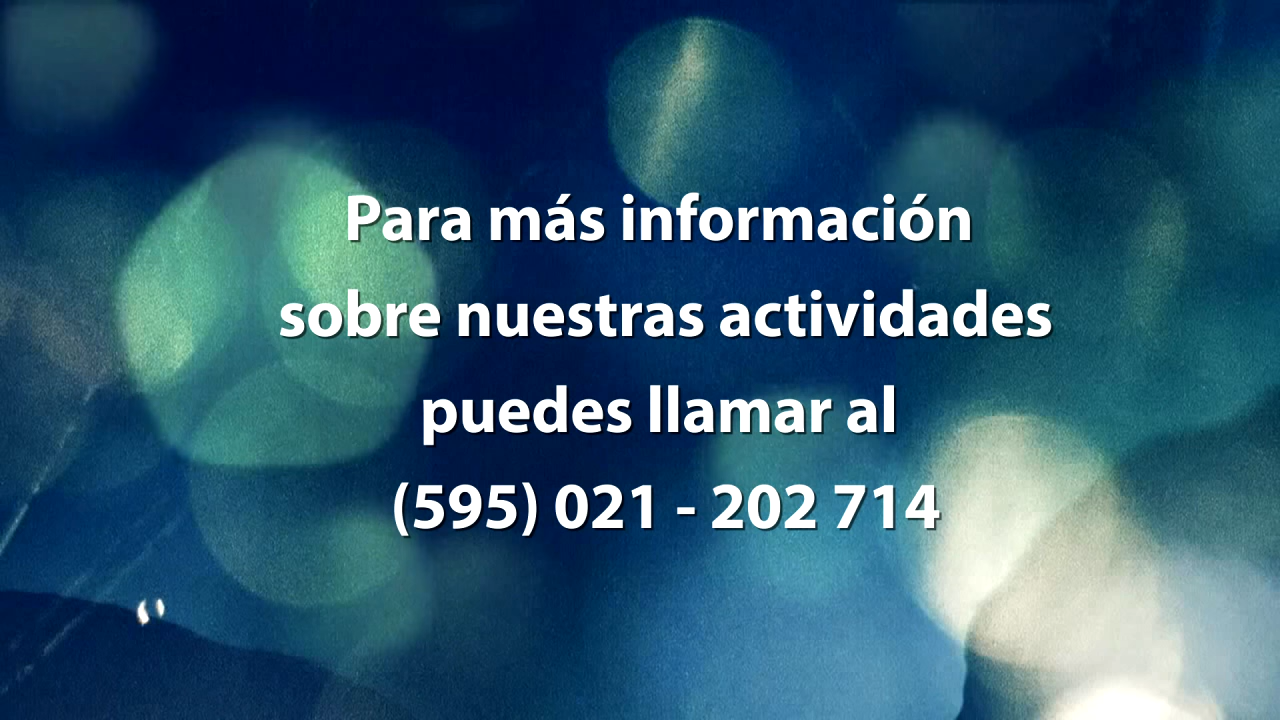 Para más información
sobre nuestras actividades
puedes llamar al
(595) 021 - 202 714